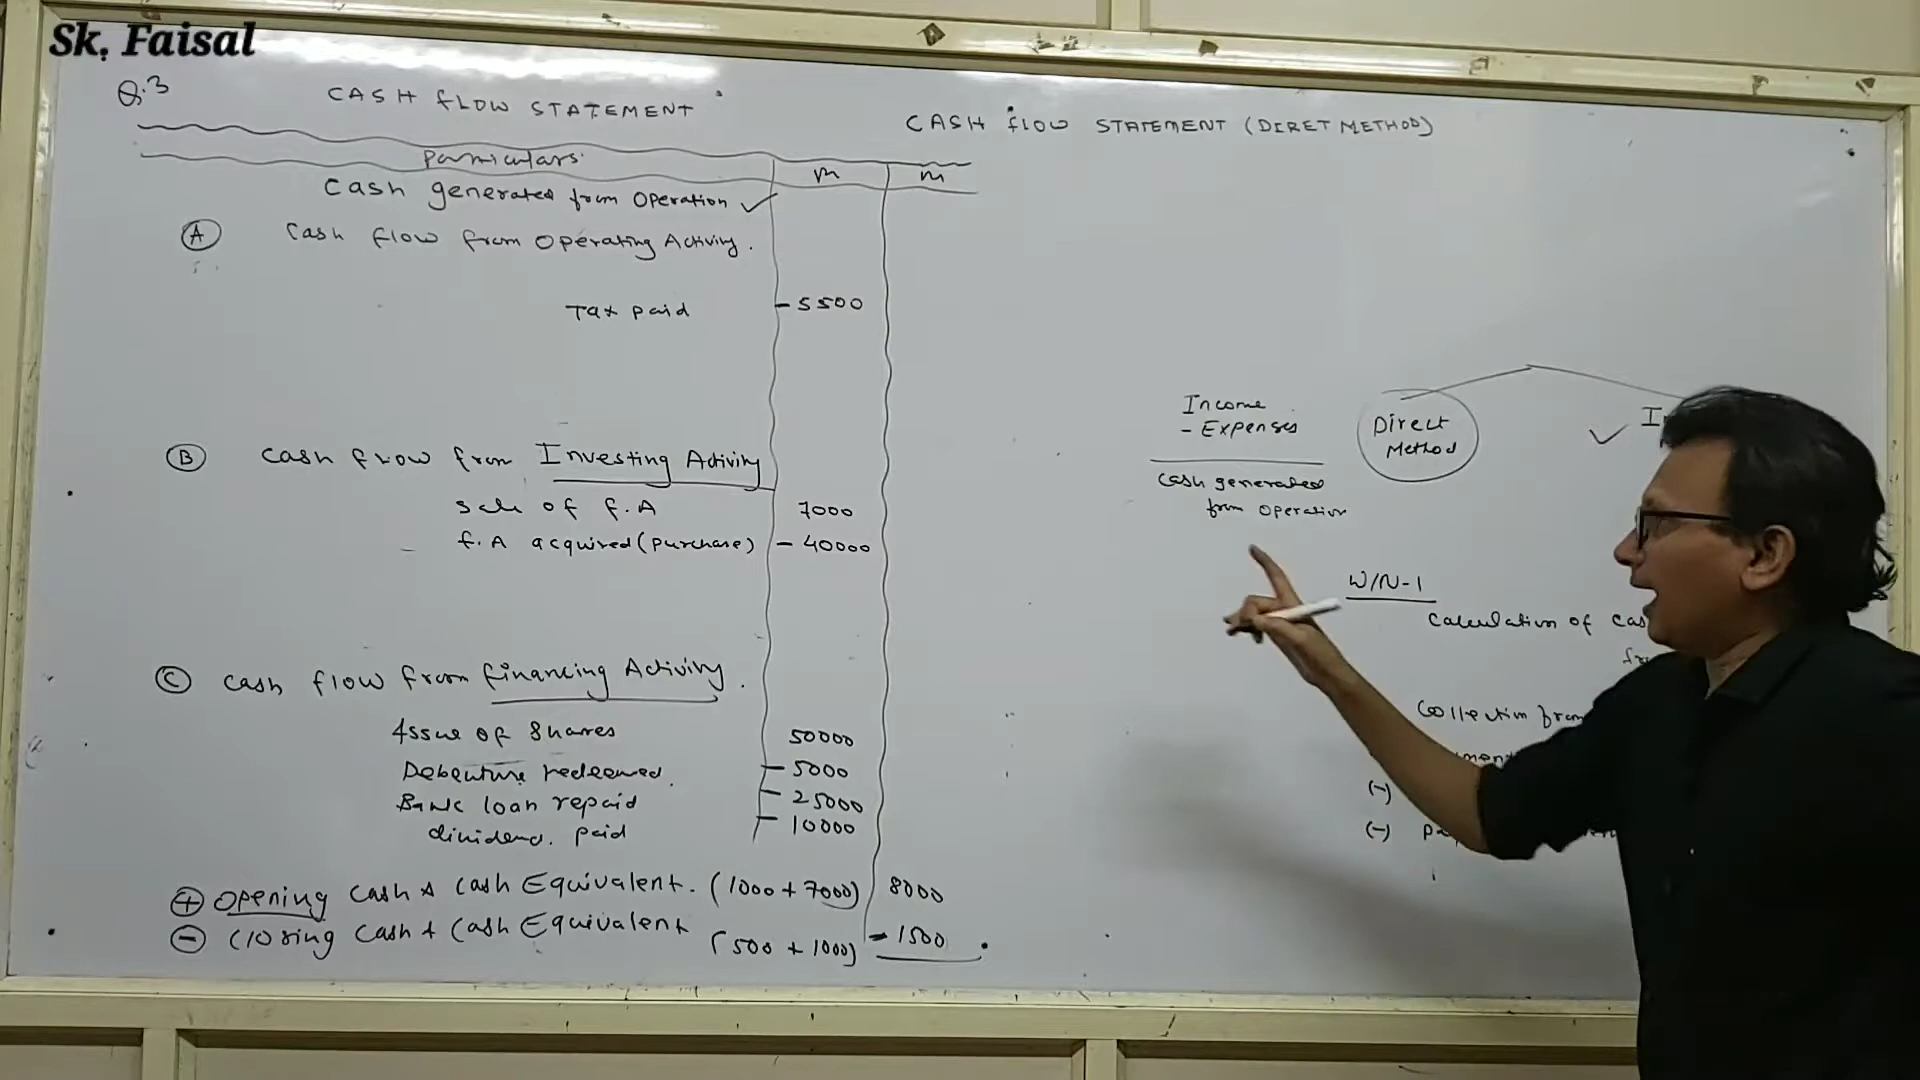 Sk. Faisal
Q.3
CASH FLOW STATEMENT
Particulars
m
m
Cash generated from Operation ✓
A Cash flow from Operating Activity.
Tax paid - 5500
B Cash flow from Investing Activity
Sale of F.A 7000
F.A acquired (purchase) - 40000
C Cash flow from financing Activity.
Issue of Shares 50000
Debenture redeemed. - 5000
Bank loan repaid - 25000
dividend. paid - 10000
+ Opening Cash & Cash Equivalent. (1000 + 7000) 8000
- Closing Cash & Cash Equivalent (500 + 1000) - 1500
CASH flow STATEMENT (DIRET METHOD)
Income
- Expenses
Cash generated
from operation
Direct
Method
✓
W/N-1
Calculation of
Collection from
(-)
(-)